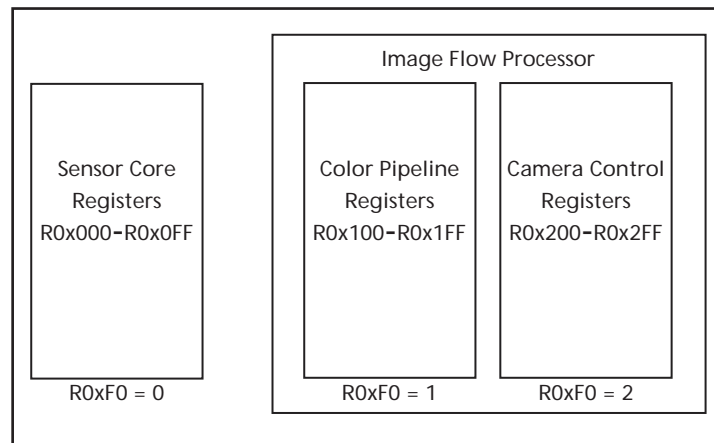 Image Flow Processor
Sensor Core
Registers
R0x000-R0x0FF
R0xF0 = 0
Color Pipeline
Registers
R0x100-R0x1FF
R0xF0 = 1
Camera Control
Registers
R0x200-R0x2FF
R0xF0 = 2